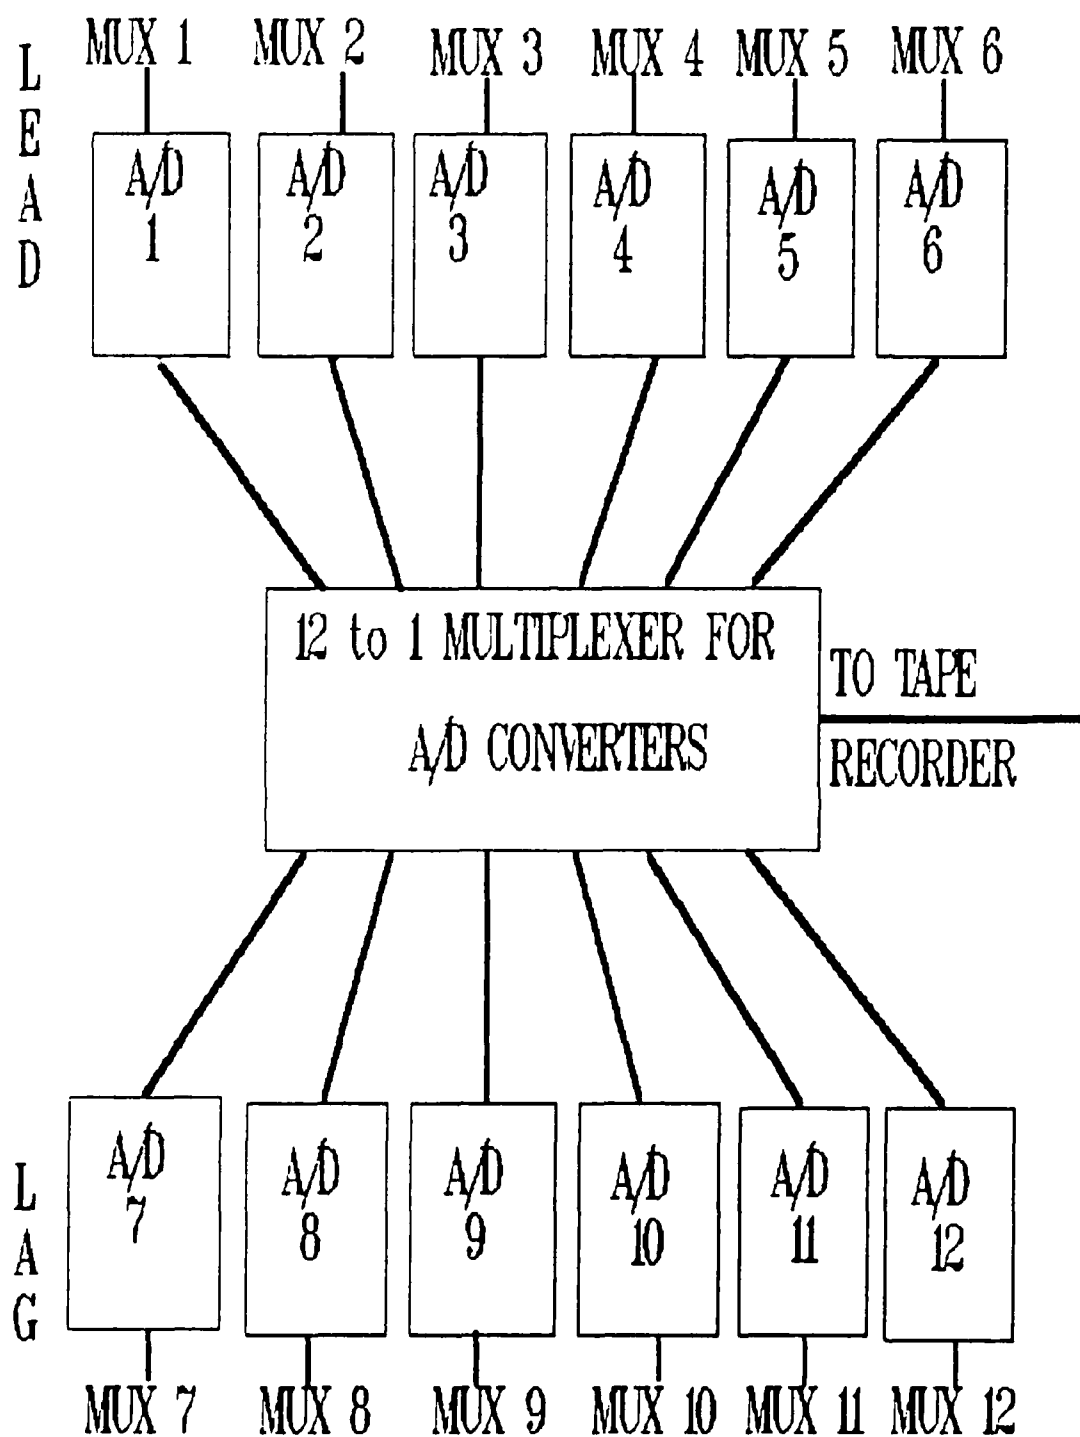 LEAD
MUX 1 MUX 2 MUX 3 MUX 4 MUX 5 MUX 6
A/D 1
A/D 2
A/D 3
A/D 4
A/D 5
A/D 6
12 to 1 MULTIPLEXER FOR
A/D CONVERTERS
TO TAPE
RECORDER
LAG
A/D 7
A/D 8
A/D 9
A/D 10
A/D 11
A/D 12
MUX 7 MUX 8 MUX 9 MUX 10 MUX 11 MUX 12